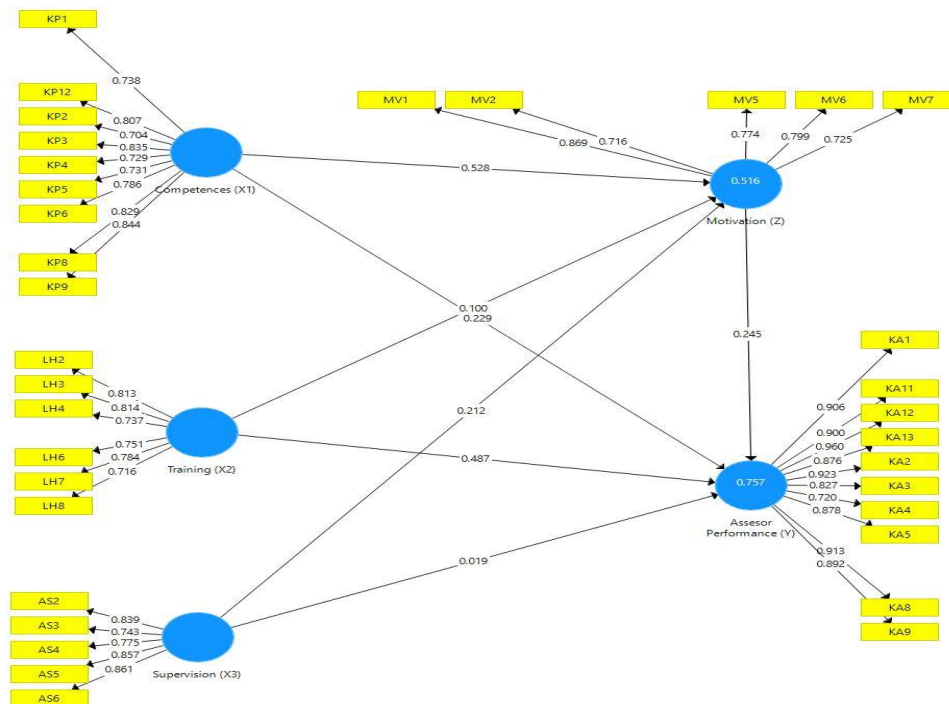 KP1
0.738
KP12
KP2
KP3
KP4
KP5
KP6
KP8
KP9
0.807
0.704
0.835
0.729
0.731
0.786
0.829
0.844
Competences (X1)
MV1
MV2
MV5
MV6
MV7
0.869
0.716
0.774
0.799
0.725
0.528
0.516
Motivation (Z)
0.100
0.229
0.245
0.212
LH2
LH3
LH4
LH6
LH7
LH8
0.813
0.814
0.737
0.751
0.784
0.716
Training (X2)
0.487
KA1
KA11
KA12
KA13
KA2
KA3
KA4
KA5
KA8
KA9
0.906
0.900
0.960
0.876
0.923
0.827
0.720
0.878
0.913
0.892
0.757
Assesor
Performance (Y)
0.019
AS2
AS3
AS4
AS5
AS6
0.839
0.743
0.775
0.857
0.861
Supervision (X3)